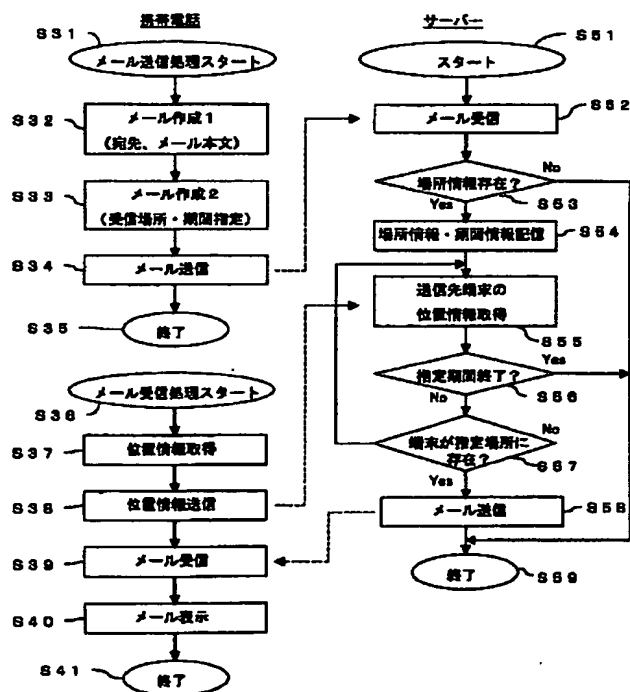 携帯電話
S31
メール送信処理スタート
S32
メール作成1
(宛先、メール本文)
S33
メール作成2
(受信場所・期間指定)
S34
メール送信
S35
終了
S36
メール受信処理スタート
S37
位置情報取得
S38
位置情報送信
S39
メール受信
S40
メール表示
S41
終了
サーバー
S51
スタート
S52
メール受信
場所情報存在?
No
Yes
S53
場所情報・期間情報配信
S54
送信先端末の
位置情報取得
S55
指定期間終了?
Yes
No
S56
端末が指定場所に
存在?
No
S57
Yes
メール送信
S58
終了
S59